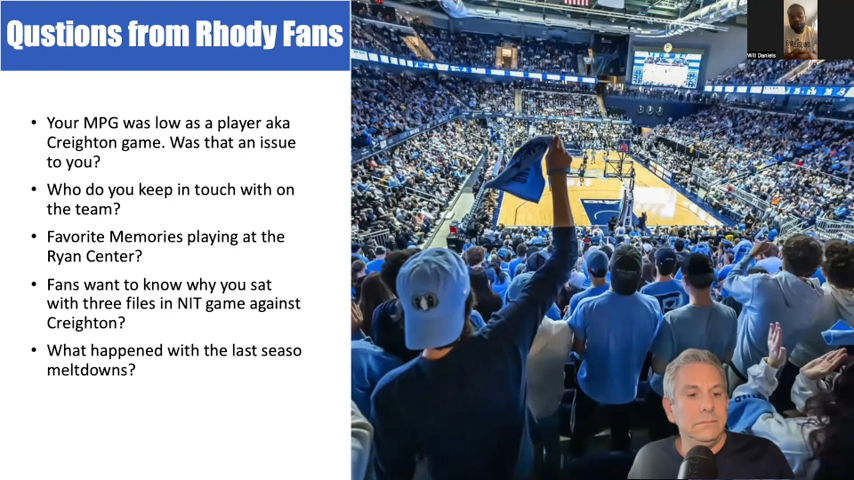 Qustions from Rhody Fans
• Your MPG was low as a player aka
Creighton game. Was that an issue
to you?
• Who do you keep in touch with on
the team?
• Favorite Memories playing at the
Ryan Center?
• Fans want to know why you sat
with three files in NIT game against
Creighton?
• What happened with the last seaso
meltdowns?
Will Daniels